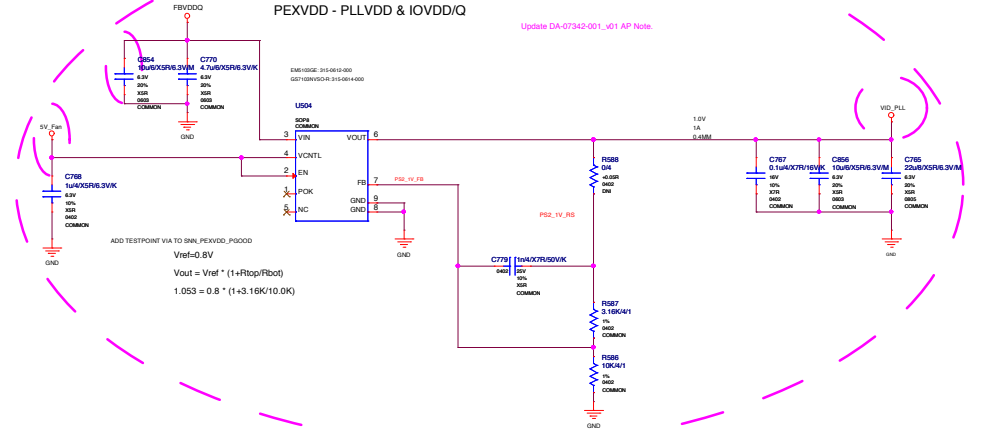 PEXVDD - PLLVDD & IOVDD/Q
Update DA-07342-001_v01 AP Note.
FBVDDQ
C854
10u/6/X5R/6.3V/M
6.3V
20%
X5R
0603
COMMON
C770
4.7u/6/X5R/6.3V/K
6.3V
20%
X5R
0603
COMMON
GND
EM5103GE: 315-0612-000
GS7103NVSO-R: 315-0614-000
U504
SOP8
COMMON
3 VIN
VOUT 6
4 VCNTL
2 EN
1 POK
5 NC
FB 7
GND 9
GND 8
GND
5V_Fan
C768
1u/4/X5R/6.3V/K
6.3V
10%
X5R
0402
COMMON
GND
PS2_1V_FB
ADD TESTPOINT VIA TO SNN_PEXVDD_PGOOD
Vref=0.8V
Vout = Vref * (1+Rtop/Rbot)
1.053 = 0.8 * (1+3.16K/10.0K)
R588
0/4
+0.05R
0402
DNI
PS2_1V_RS
C779
1n/4/X7R/50V/K
0402
25V
10%
X5R
COMMON
R587
3.16K/4/1
1%
0402
COMMON
R586
10K/4/1
1%
0402
COMMON
GND
1.0V
1A
0.4MM
VID_PLL
C767
0.1u/4/X7R/16V/K
16V
10%
X7R
0402
COMMON
C856
10u/6/X5R/6.3V/M
6.3V
20%
X5R
0603
COMMON
C765
22u/8/X5R/6.3V/M
6.3V
20%
X5R
0805
COMMON
GND